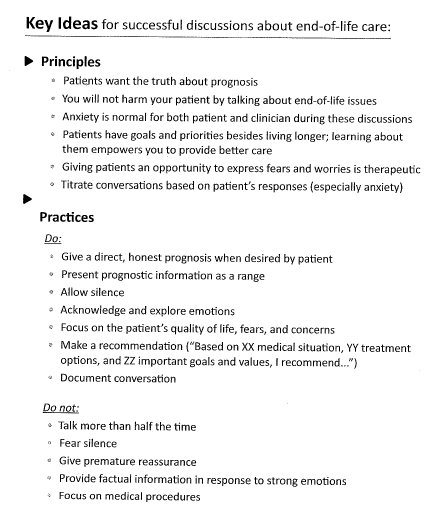 Key Ideas for successful discussions about end-of-life care:
Principles
Patients want the truth about prognosis
You will not harm your patient by talking about end-of-life issues
Anxiety is normal for both patient and clinician during these discussions
Patients have goals and priorities besides living longer; learning about
them empowers you to provide better care
Giving patients an opportunity to express fears and worries is therapeutic
Titrate conversations based on patient's responses (especially anxiety)
Practices
Do:
Give a direct, honest prognosis when desired by patient
Present prognostic information as a range
Allow silence
Acknowledge and explore emotions
Focus on the patient's quality of life, fears, and concerns
Make a recommendation ("Based on XX medical situation, YY treatment
options, and ZZ important goals and values, I recommend...")
Document conversation
Do not:
Talk more than half the time
Fear silence
Give premature reassurance
Provide factual information in response to strong emotions
Focus on medical procedures